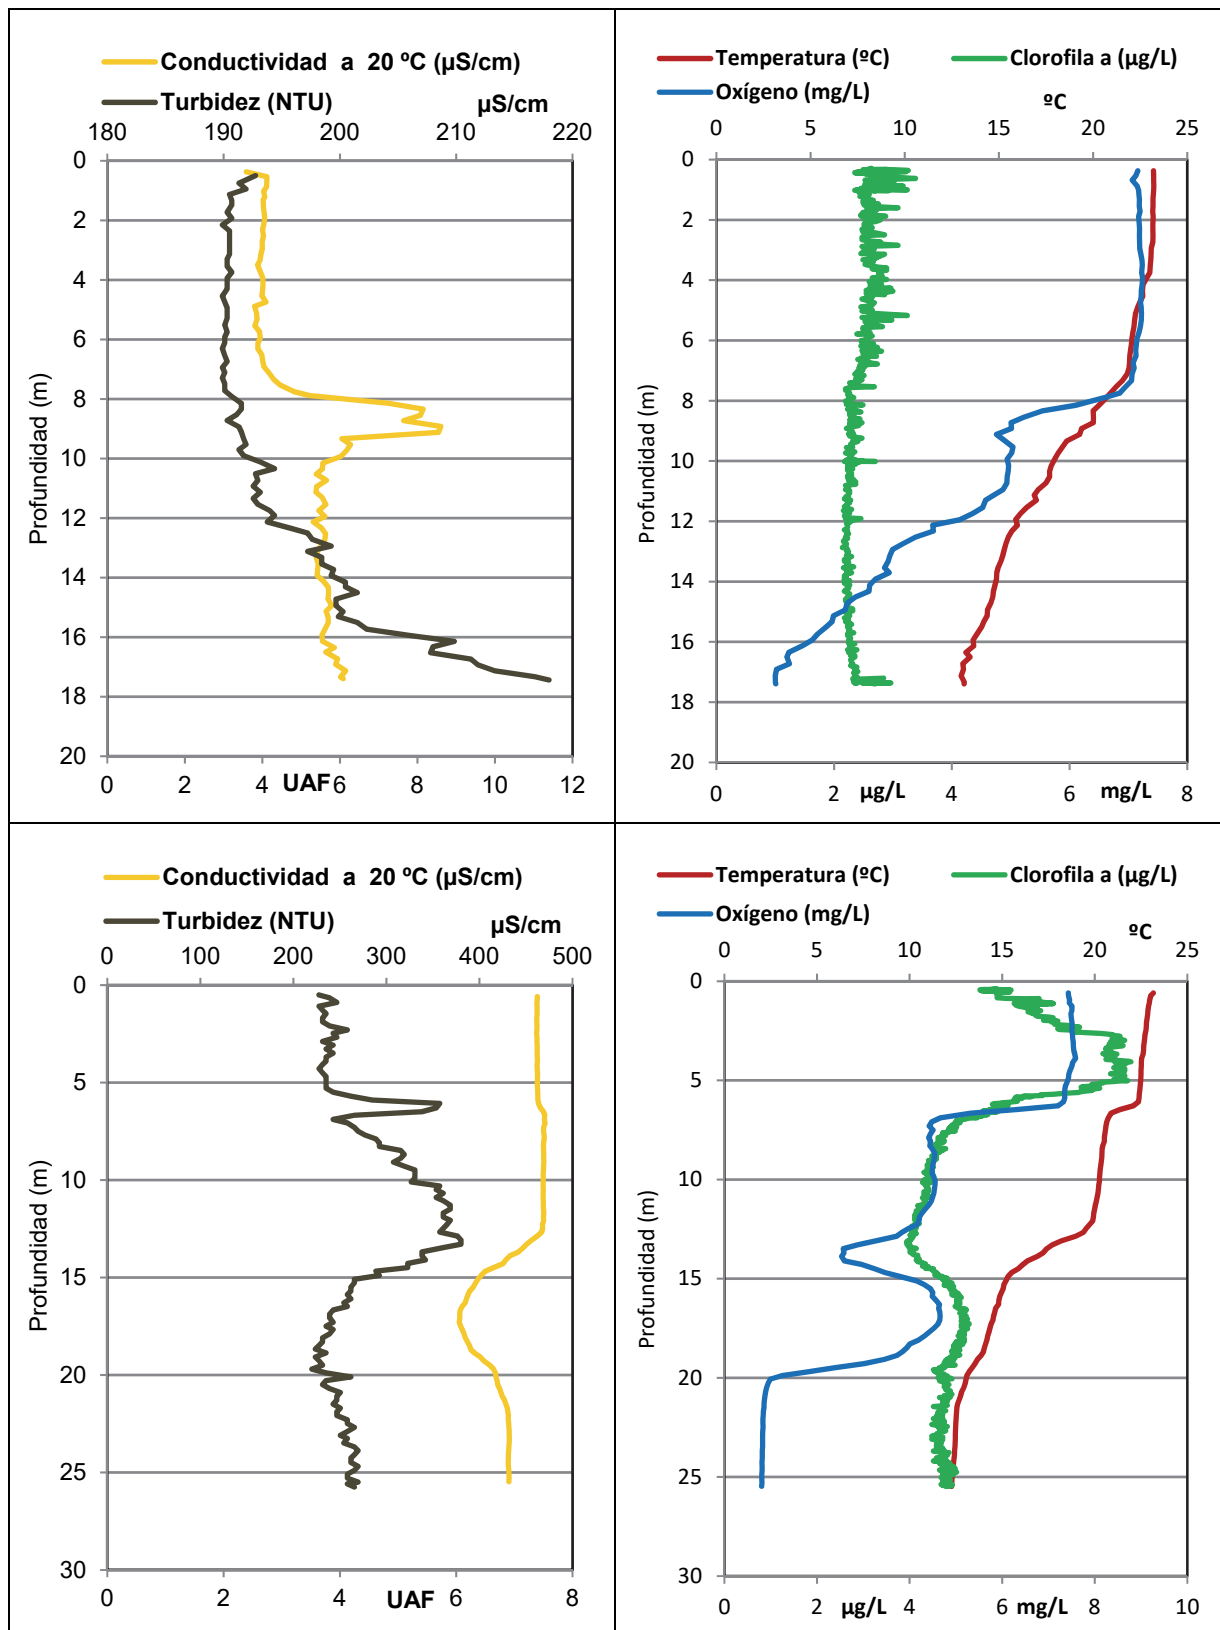 Conductividad a 20 ºC (µS/cm)
Turbidez (NTU)
µS/cm
180 190 200 210 220
0
2
4
6
8
10
12
14
16
18
20
Profundidad (m)
0 2 4 UAF 6 8 10 12
Temperatura (ºC) Clorofila a (µg/L)
Oxígeno (mg/L)
ºC
0 5 10 15 20 25
0
2
4
6
8
10
12
14
16
18
20
Profundidad (m)
0 2 µg/L 4 6 mg/L 8
Conductividad a 20 ºC (µS/cm)
Turbidez (NTU)
µS/cm
0 100 200 300 400 500
0
5
10
15
20
25
30
Profundidad (m)
0 2 4 UAF 6 8
Temperatura (ºC) Clorofila a (µg/L)
Oxígeno (mg/L)
0 5 10 15 20 ºC 25
0
5
10
15
20
25
30
Profundidad (m)
0 2 µg/L 4 6 mg/L 8 10